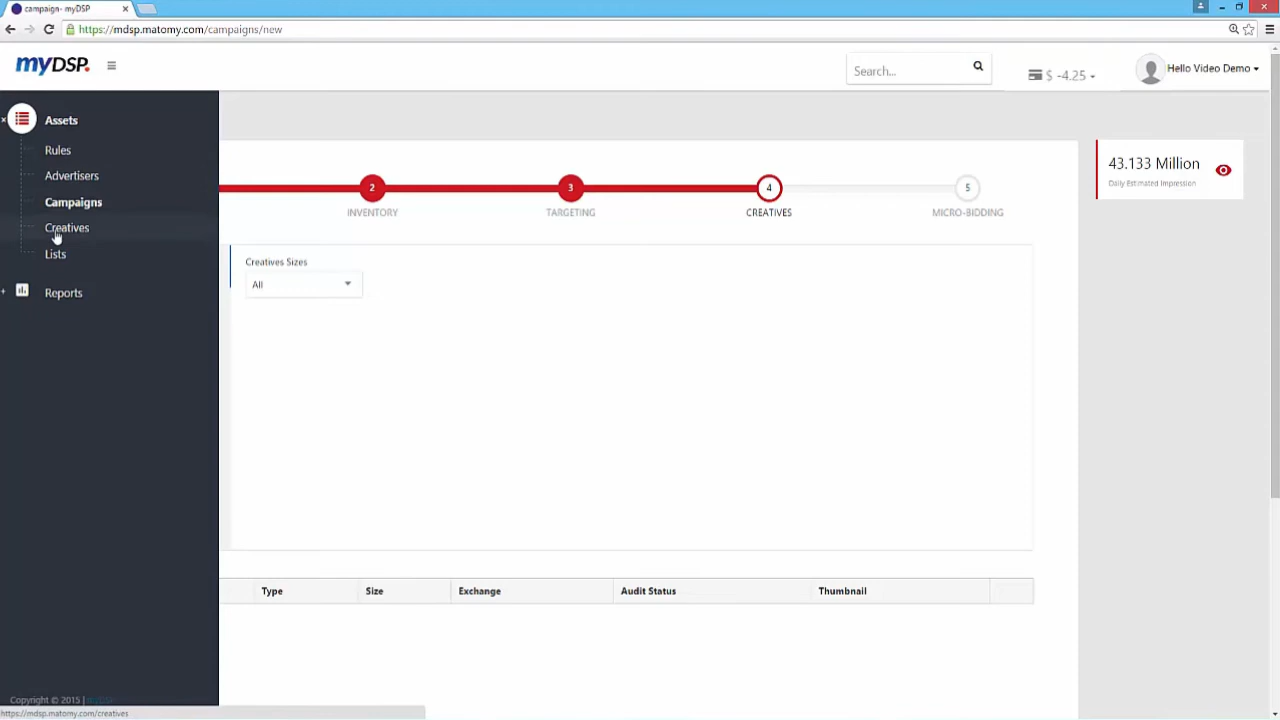 campaign- myDSP
https://mdsp.matomy.com/campaigns/new
myDSP.
Search...
$ -4.25
Hello Video Demo
Assets
Rules
Advertisers
Campaigns
Creatives
Lists
Reports
2
INVENTORY
3
TARGETING
4
CREATIVES
5
MICRO-BIDDING
43.133 Million
Daily Estimated Impression
Creatives Sizes
All
Type
Size
Exchange
Audit Status
Thumbnail
Copyright © 2015 | myDSP
https://mdsp.matomy.com/creatives